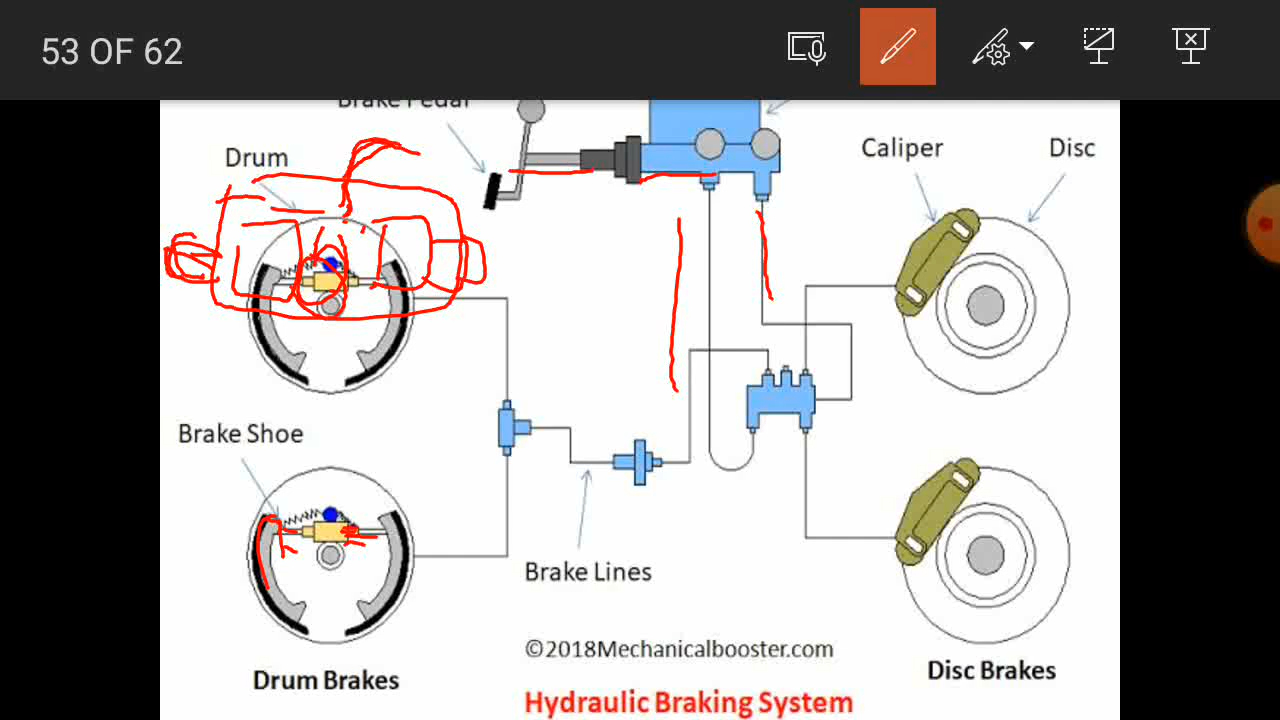 53 OF 62
Brake Pedal
Drum
Caliper
Disc
Brake Shoe
Brake Lines
©2018Mechanicalbooster.com
Drum Brakes
Disc Brakes
Hydraulic Braking System